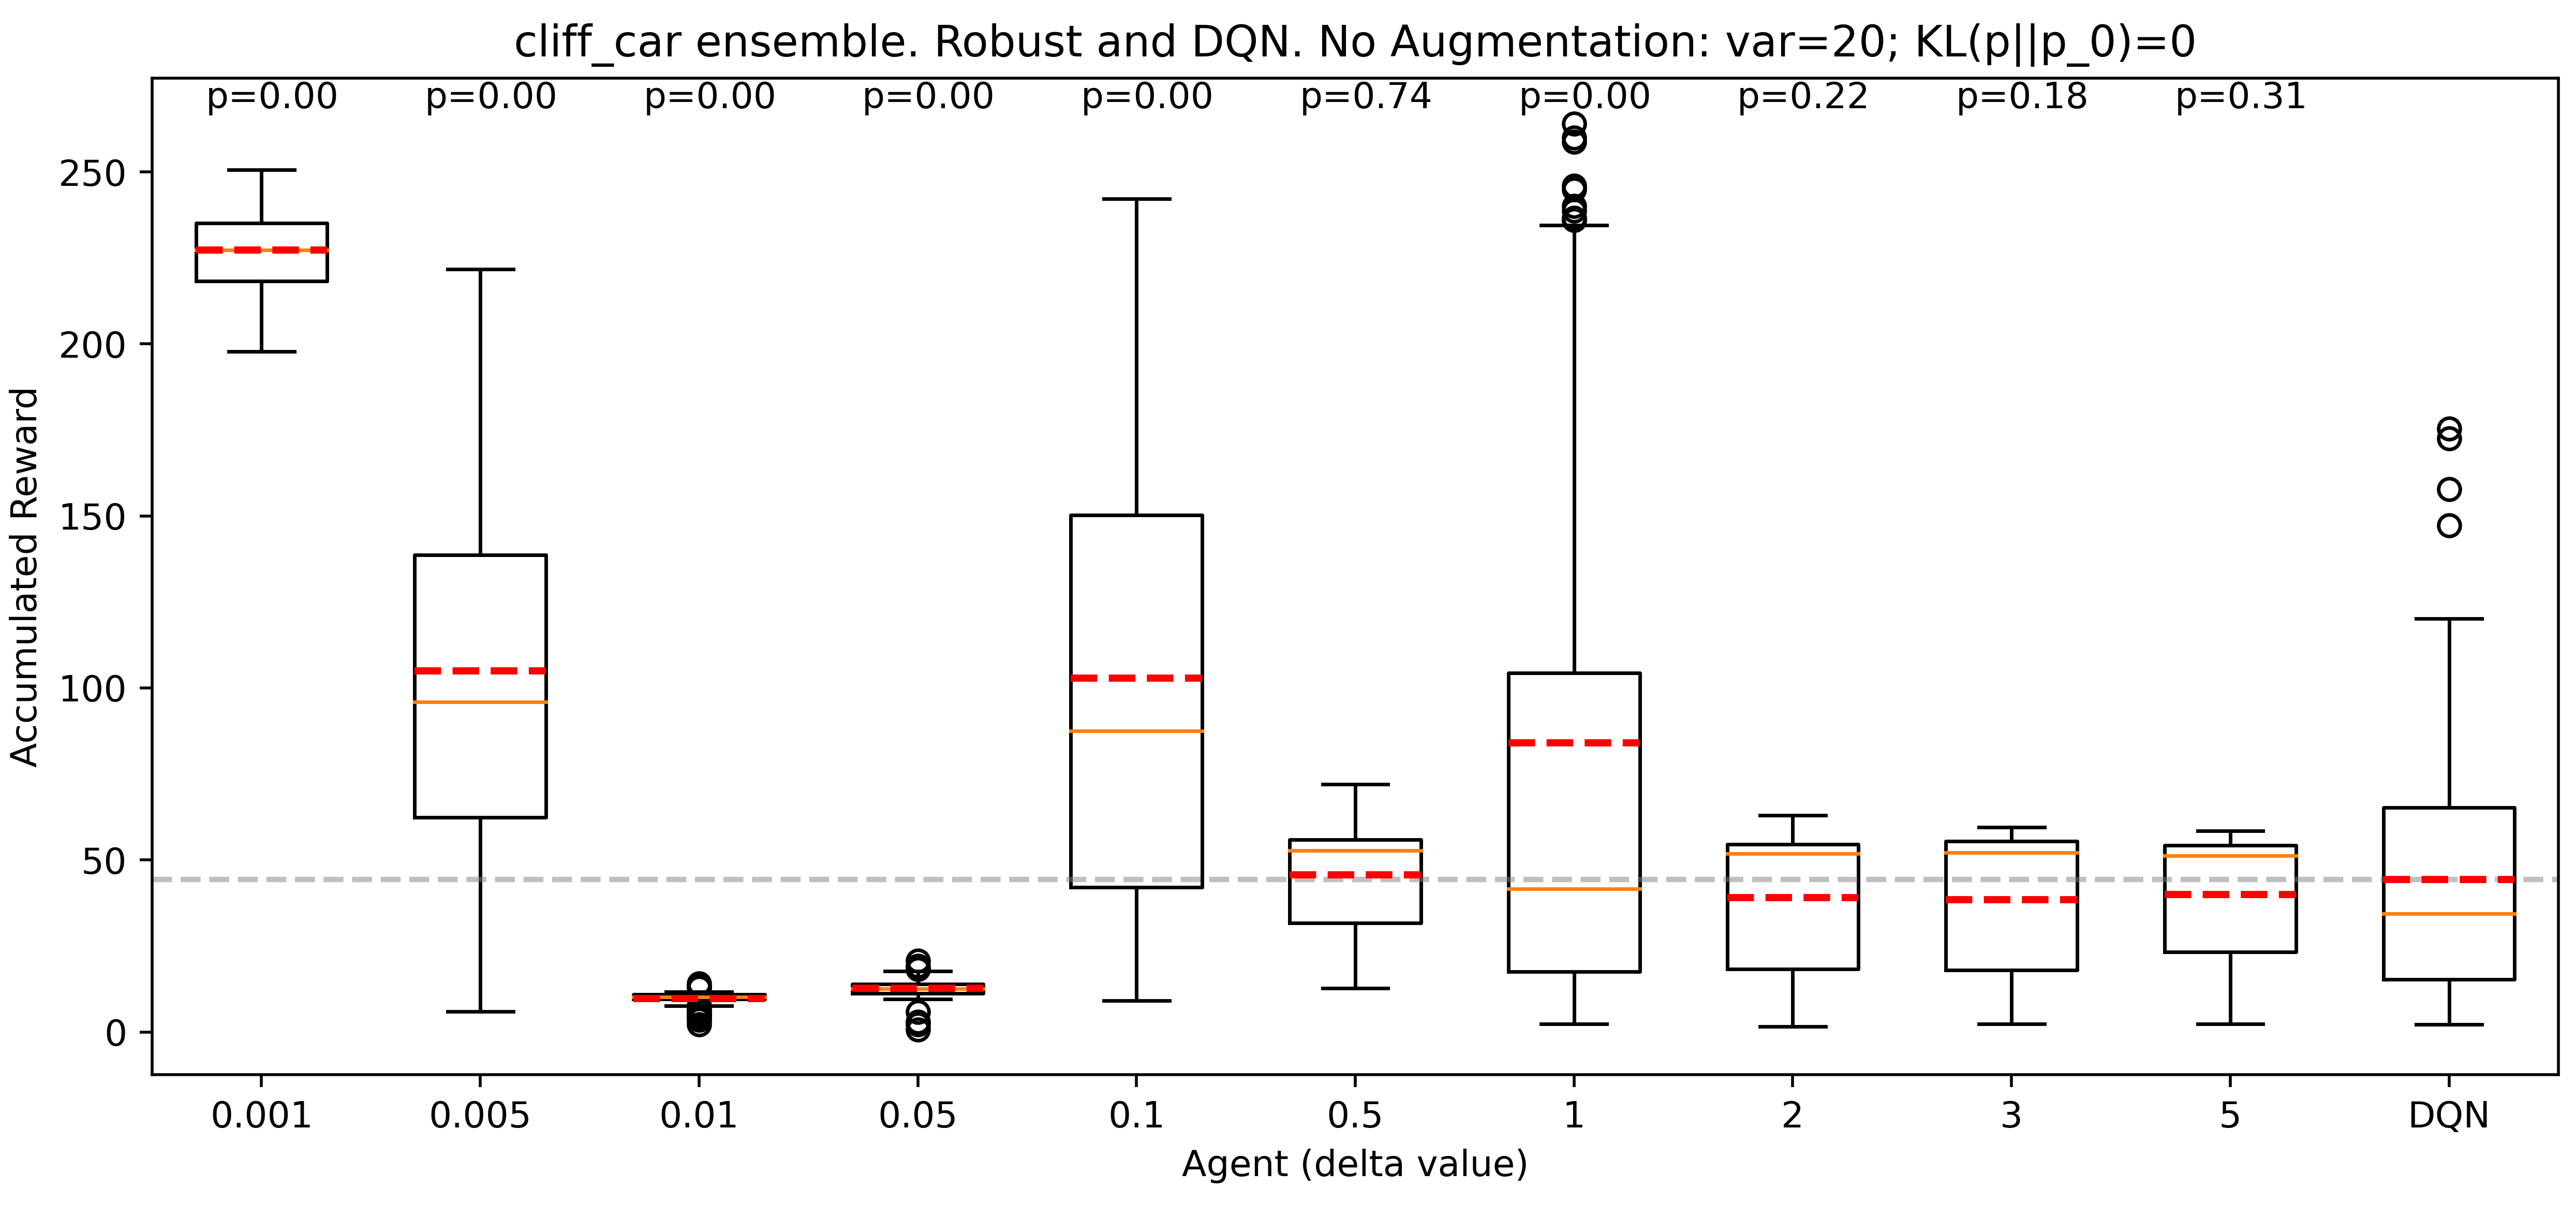 cliff_car ensemble. Robust and DQN. No Augmentation: var=20; KL(p||p_0)=0
p=0.00 p=0.00 p=0.00 p=0.00 p=0.00 p=0.74 p=0.00 p=0.22 p=0.18 p=0.31
Accumulated Reward
250
200
150
100
50
0
0.001 0.005 0.01 0.05 0.1 0.5 1 2 3 5 DQN
Agent (delta value)